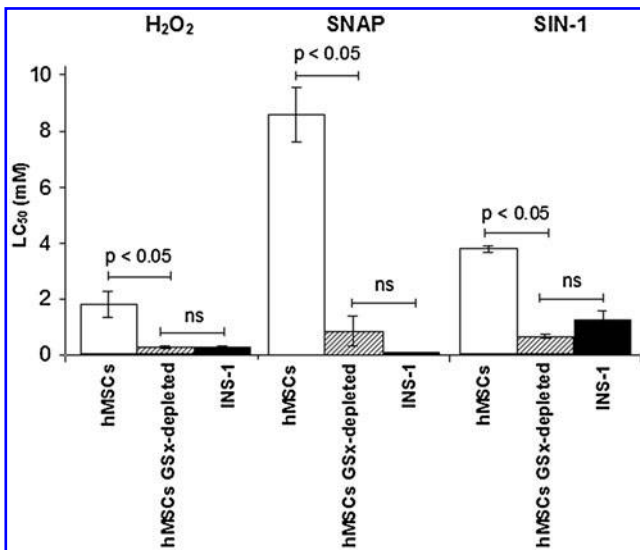 H₂O₂ SNAP SIN-1
LC₅₀ (mM)
10
8
6
4
2
0
p < 0.05
ns
p < 0.05
ns
p < 0.05
ns
hMSCs
hMSCs GSx-depleted
INS-1
hMSCs
hMSCs GSx-depleted
INS-1
hMSCs
hMSCs GSx-depleted
INS-1